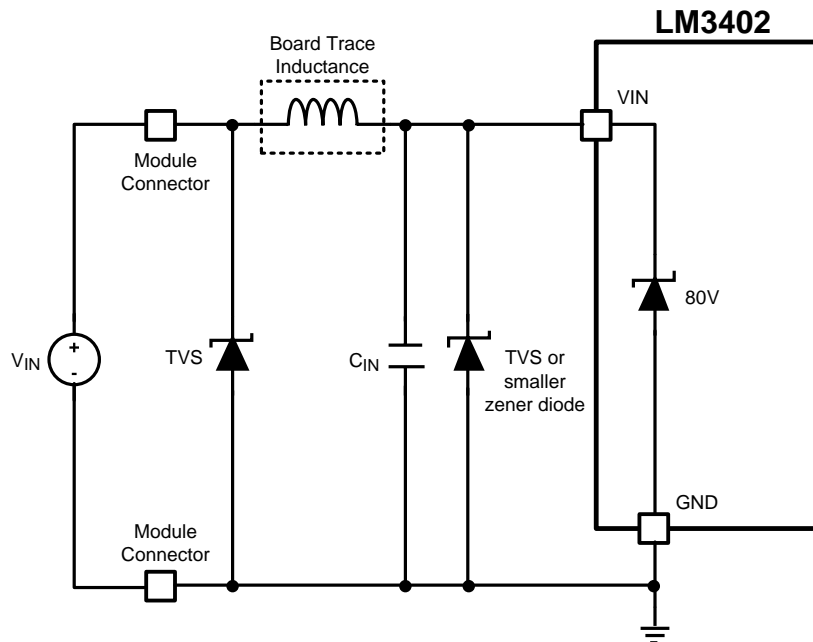 LM3402
Board Trace
Inductance
VIN
Module
Connector
80V
VIN
+
-
TVS
CIN
TVS or
smaller
zener diode
GND
Module
Connector